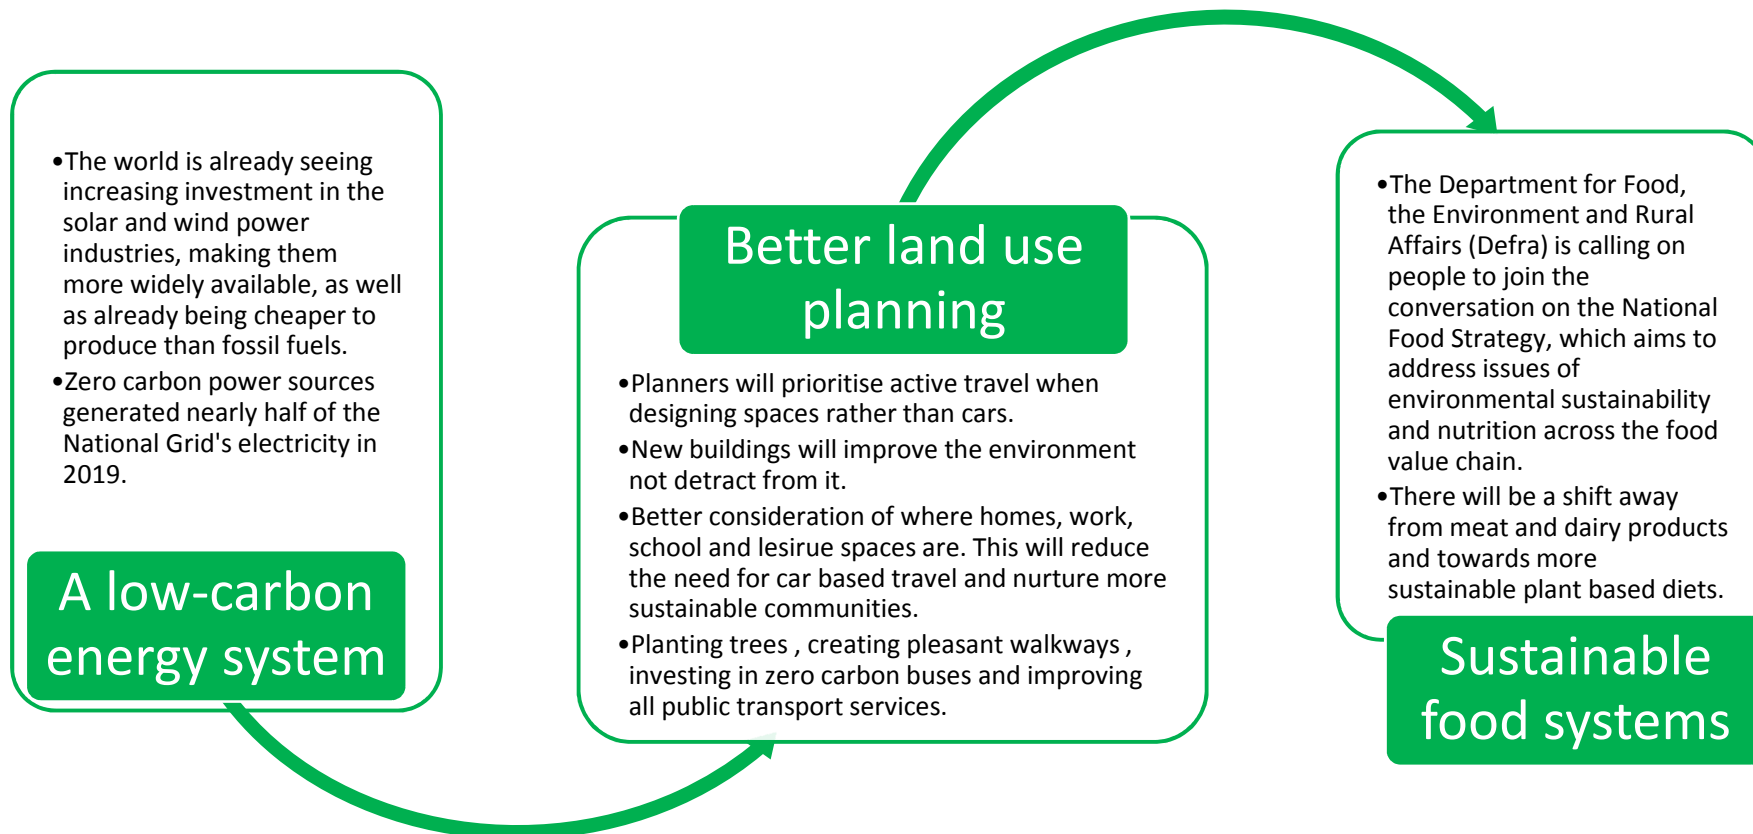 •The world is already seeing
increasing investment in the
solar and wind power
industries, making them
more widely available, as well
as already being cheaper to
produce than fossil fuels.
•Zero carbon power sources
generated nearly half of the
National Grid's electricity in
2019.
A low-carbon
energy system
Better land use
planning
•Planners will prioritise active travel when
designing spaces rather than cars.
•New buildings will improve the environment
not detract from it.
•Better consideration of where homes, work,
school and lesirue spaces are. This will reduce
the need for car based travel and nurture more
sustainable communities.
•Planting trees , creating pleasant walkways ,
investing in zero carbon buses and improving
all public transport services.
•The Department for Food,
the Environment and Rural
Affairs (Defra) is calling on
people to join the
conversation on the National
Food Strategy, which aims to
address issues of
environmental sustainability
and nutrition across the food
value chain.
•There will be a shift away
from meat and dairy products
and towards more
sustainable plant based diets.
Sustainable
food systems